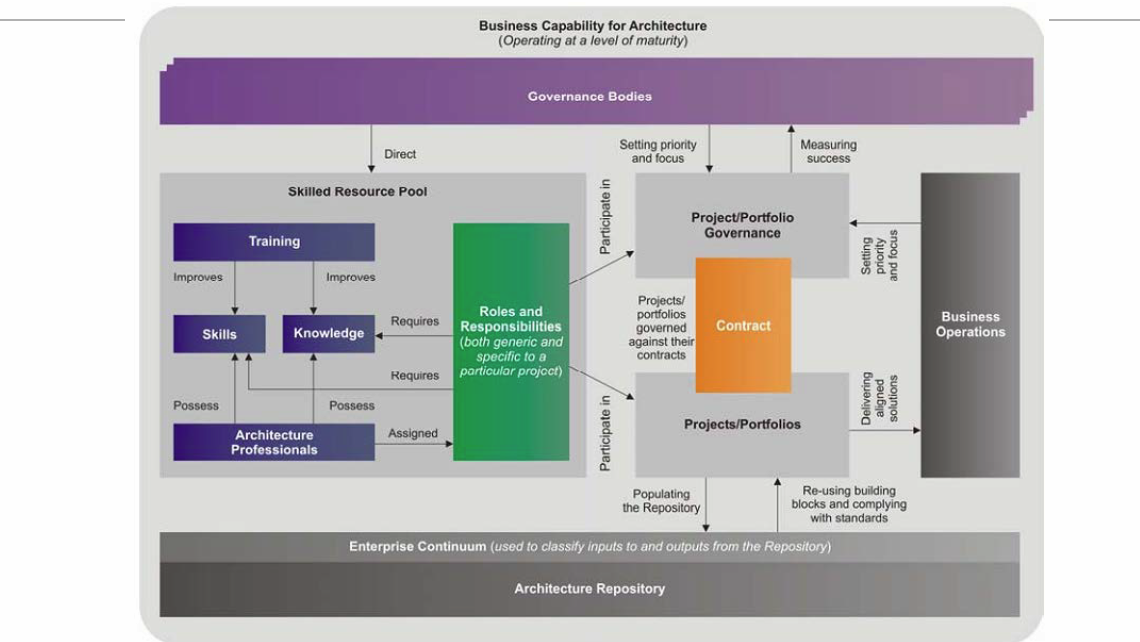 Business Capability for Architecture
(Operating at a level of maturity)
Governance Bodies
Direct
Setting priority
and focus
Measuring
success
Skilled Resource Pool
Training
Improves
Improves
Skills
Knowledge
Requires
Requires
Possess
Possess
Architecture
Professionals
Assigned
Roles and
Responsibilities
(both generic and
specific to a
particular project)
Participate in
Participate in
Project/Portfolio
Governance
Projects/
portfolios
governed
against their
contracts
Contract
Projects/Portfolios
Setting
priority
and focus
Delivering
aligned
solutions
Business
Operations
Populating
the Repository
Re-using building
blocks and complying
with standards
Enterprise Continuum (used to classify inputs to and outputs from the Repository)
Architecture Repository